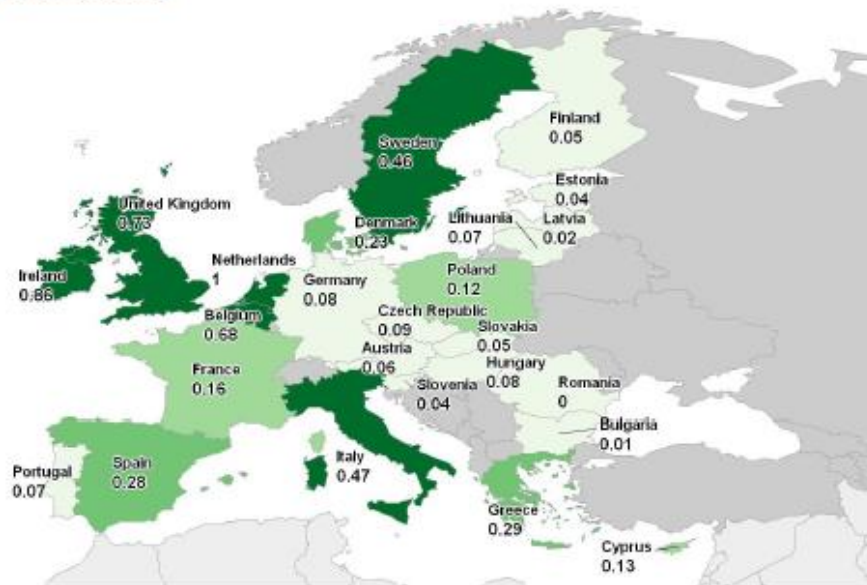 Finland
0.05
Sweden
0.46
Estonia
0.04
United Kingdom
0.73
Denmark
0.23
Lithuania
0.07
Latvia
0.02
Netherlands
1
Ireland
0.86
Germany
0.08
Poland
0.12
Belgium
0.68
Czech Republic
0.09
Slovakia
0.05
France
0.16
Austria
0.06
Hungary
0.08
Slovenia
0.04
Romania
0
Bulgaria
0.01
Portugal
0.07
Spain
0.28
Italy
0.47
Greece
0.29
Cyprus
0.13